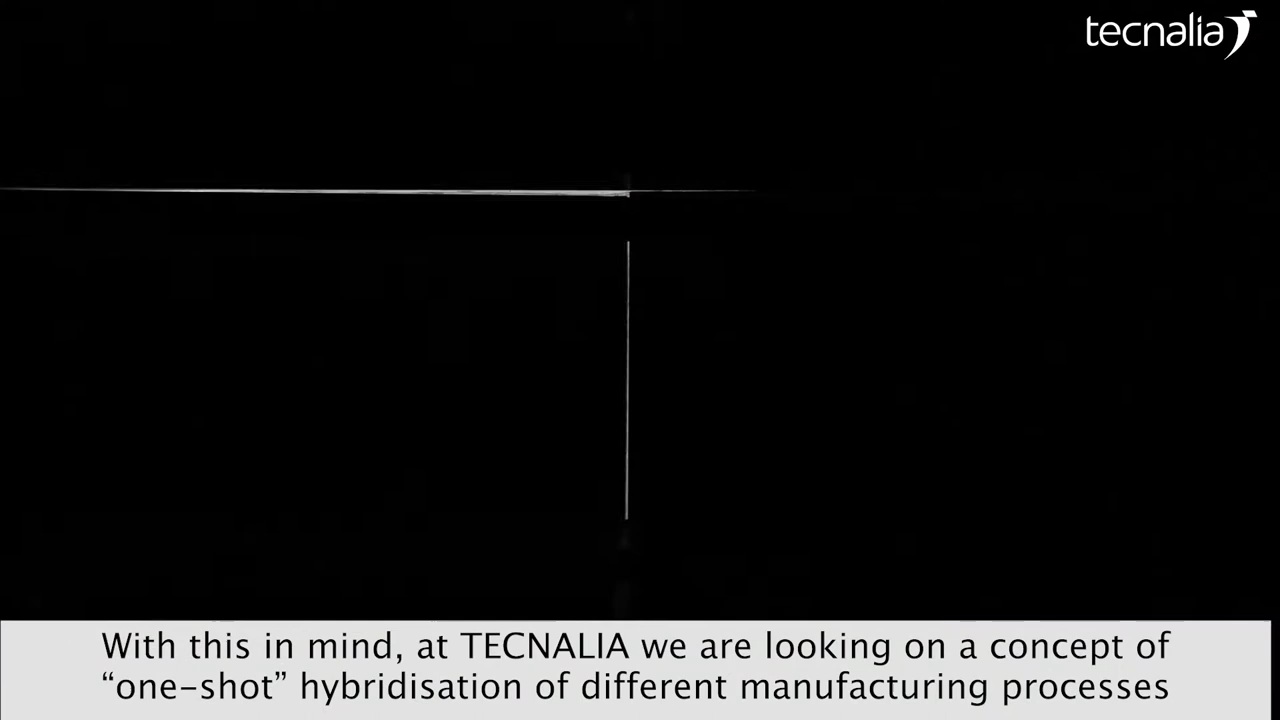 tecnalia
With this in mind, at TECNALIA we are looking on a concept of
“one-shot” hybridisation of different manufacturing processes